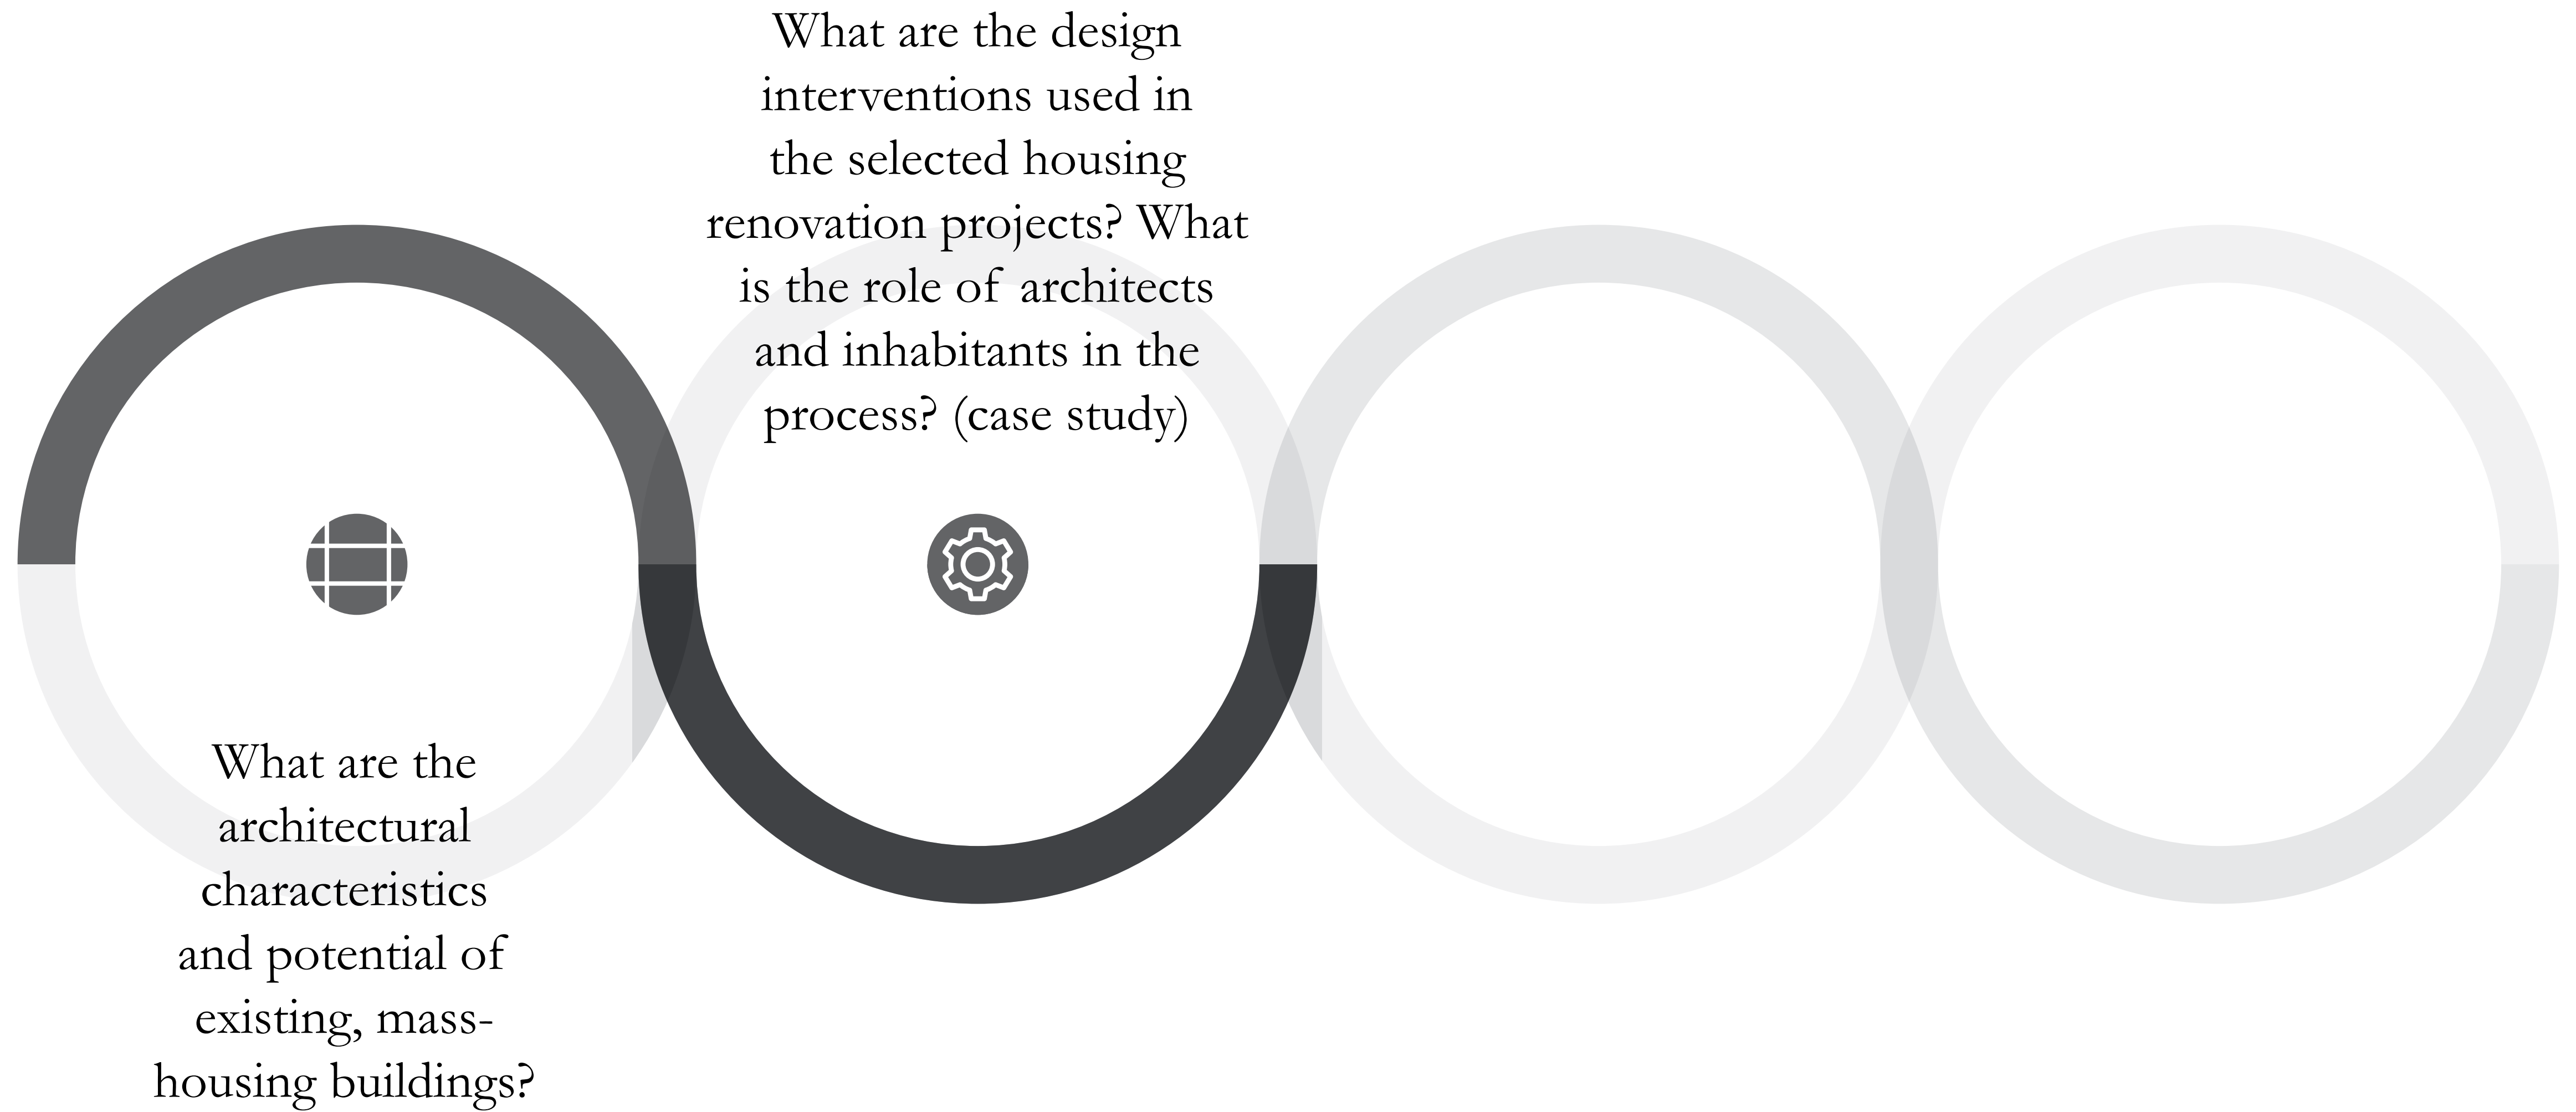 What are the design
interventions used in
the selected housing
renovation projects? What
is the role of architects
and inhabitants in the
process? (case study)
What are the
architectural
characteristics
and potential of
existing, mass-
housing buildings?